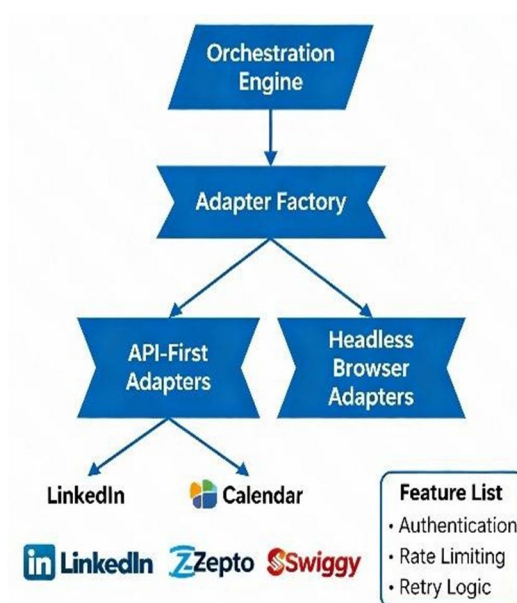 Orchestration
Engine
Adapter Factory
API-First
Adapters
Headless
Browser
Adapters
LinkedIn
Calendar
in LinkedIn
Zepto
Swiggy
Feature List
• Authentication
• Rate Limiting
• Retry Logic